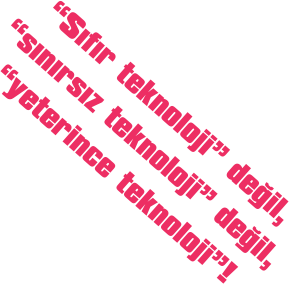 “Sıfır teknoloji” değil,
“sınırsız teknoloji” değil,
“yeterince teknoloji”!